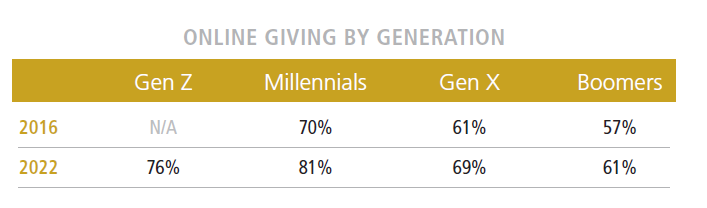 ONLINE GIVING BY GENERATION
Gen Z Millennials Gen X Boomers
2016 N/A 70% 61% 57%
2022 76% 81% 69% 61%